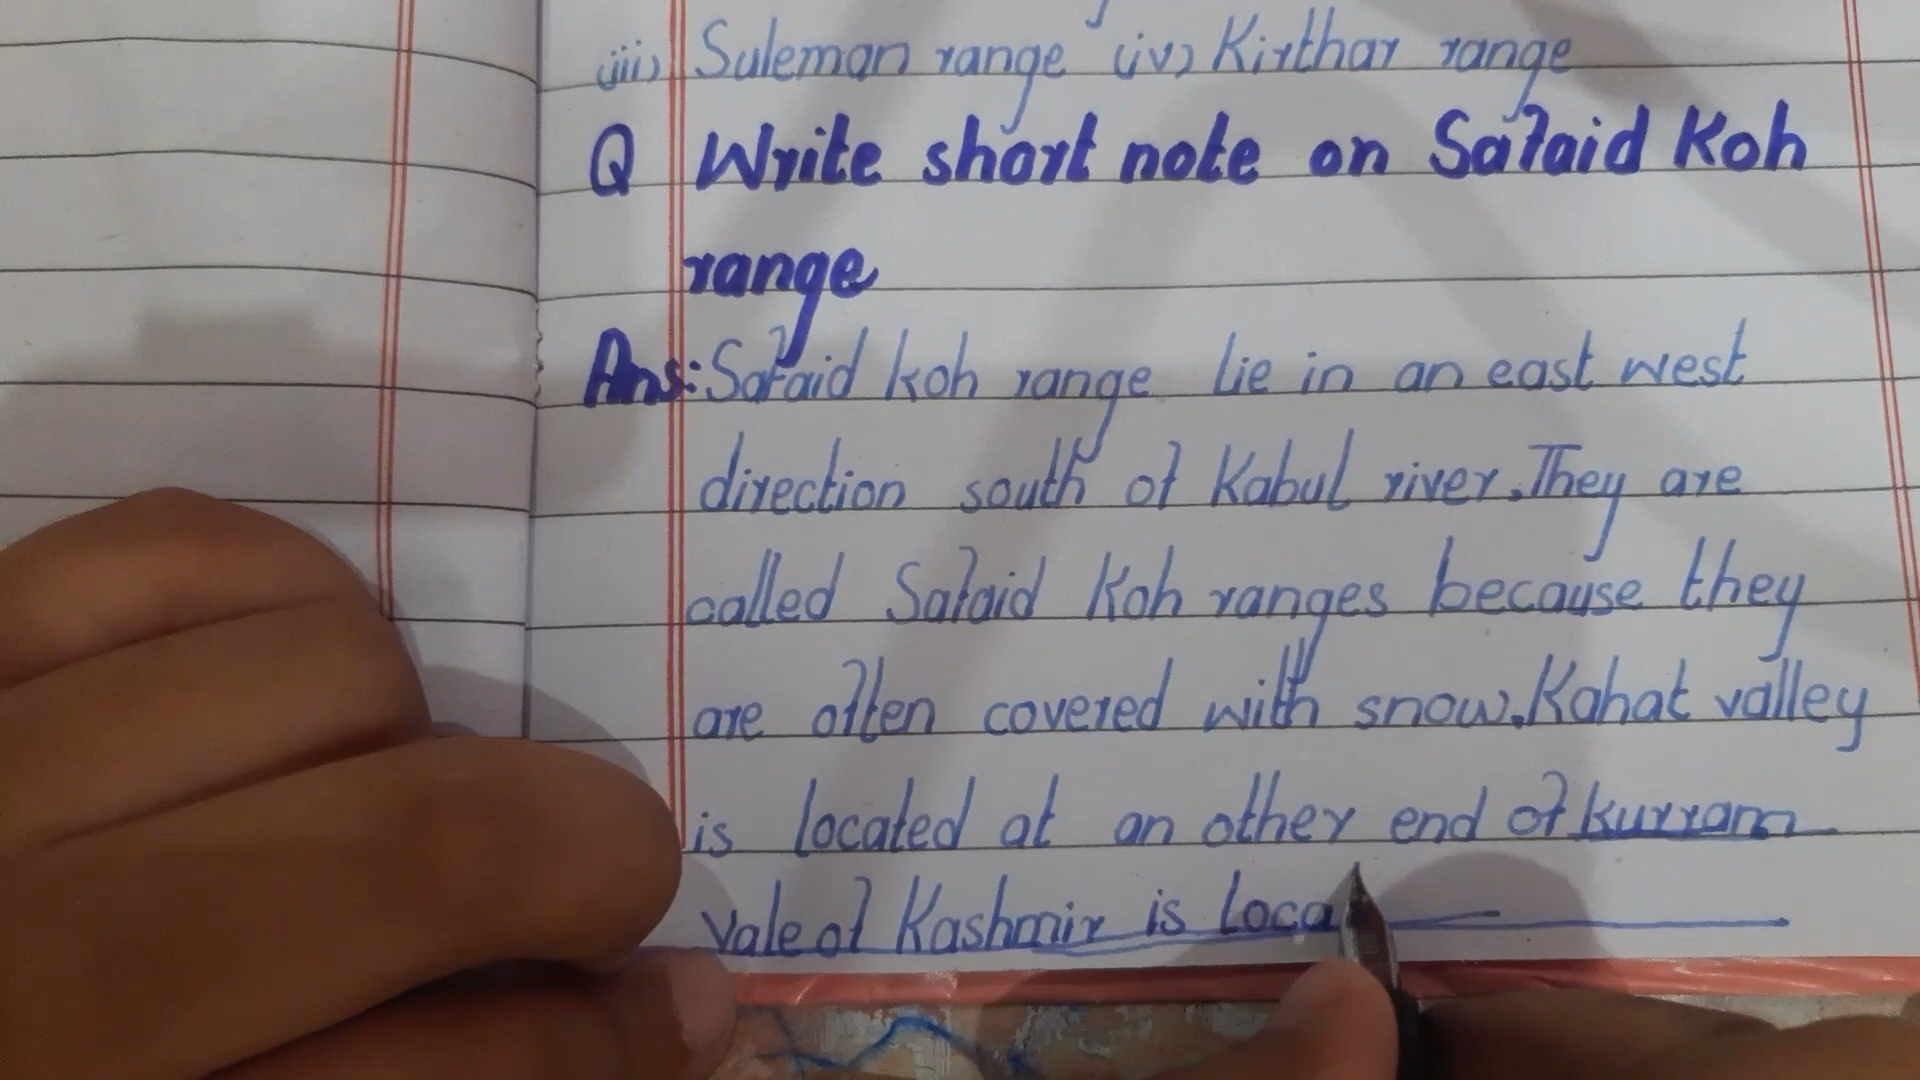 iii) Suleman range iv) Kirthar range
Q Write short note on Safaid Koh
range
Ans: Safaid koh range lie in an east west
direction south of Kabul river. They are
called Safaid Koh ranges because they
are often covered with snow. Kohat valley
is located at an other end of kurram
Vale of Kashmir is loca